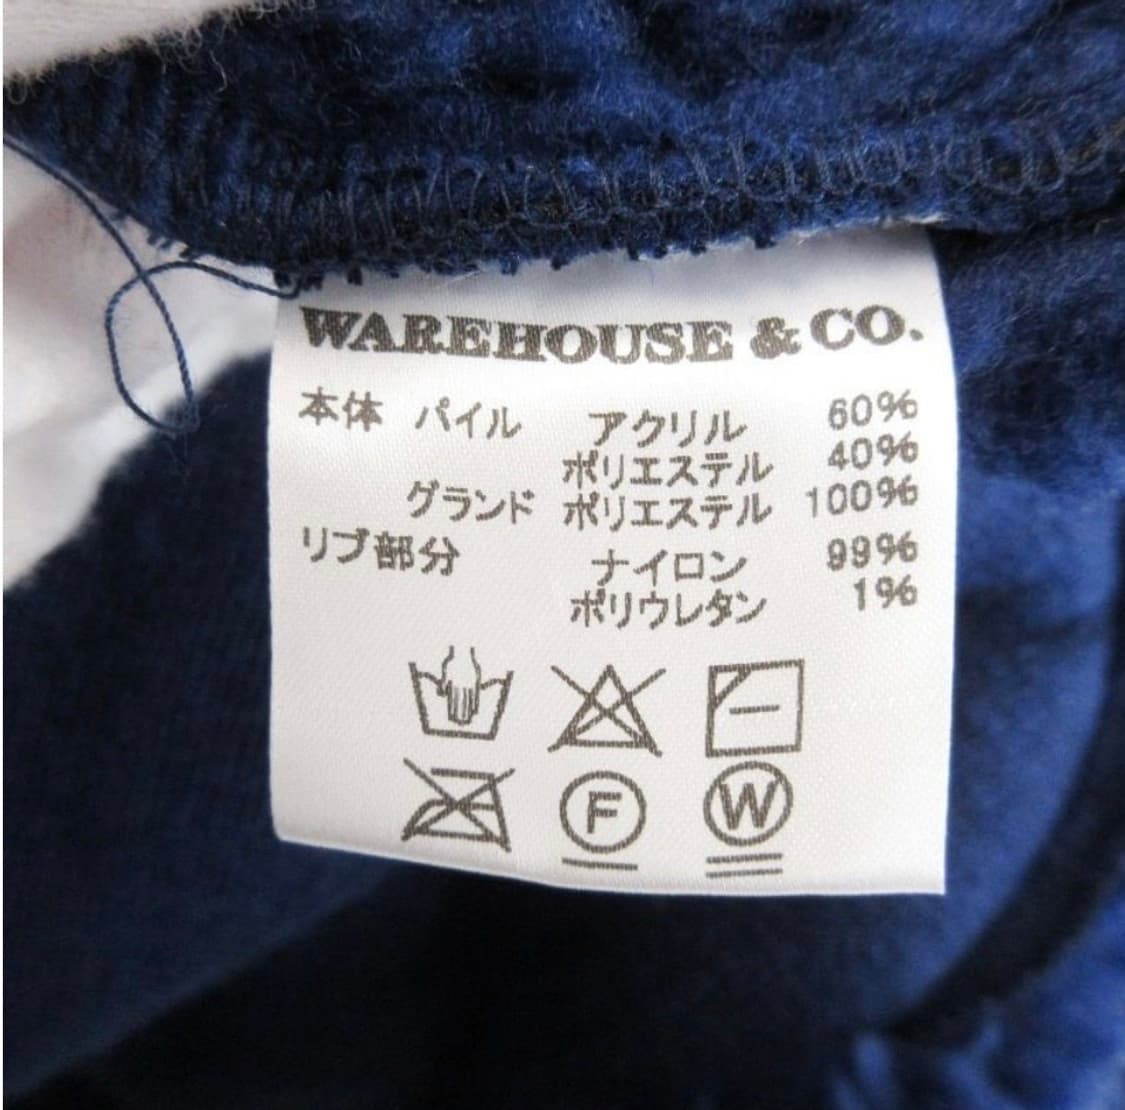 WAREHOUSE & CO.
本体 パイル アクリル 60%
ポリエステル 40%
グランド ポリエステル 100%
リブ部分 ナイロン 99%
ポリウレタン 1%
F W